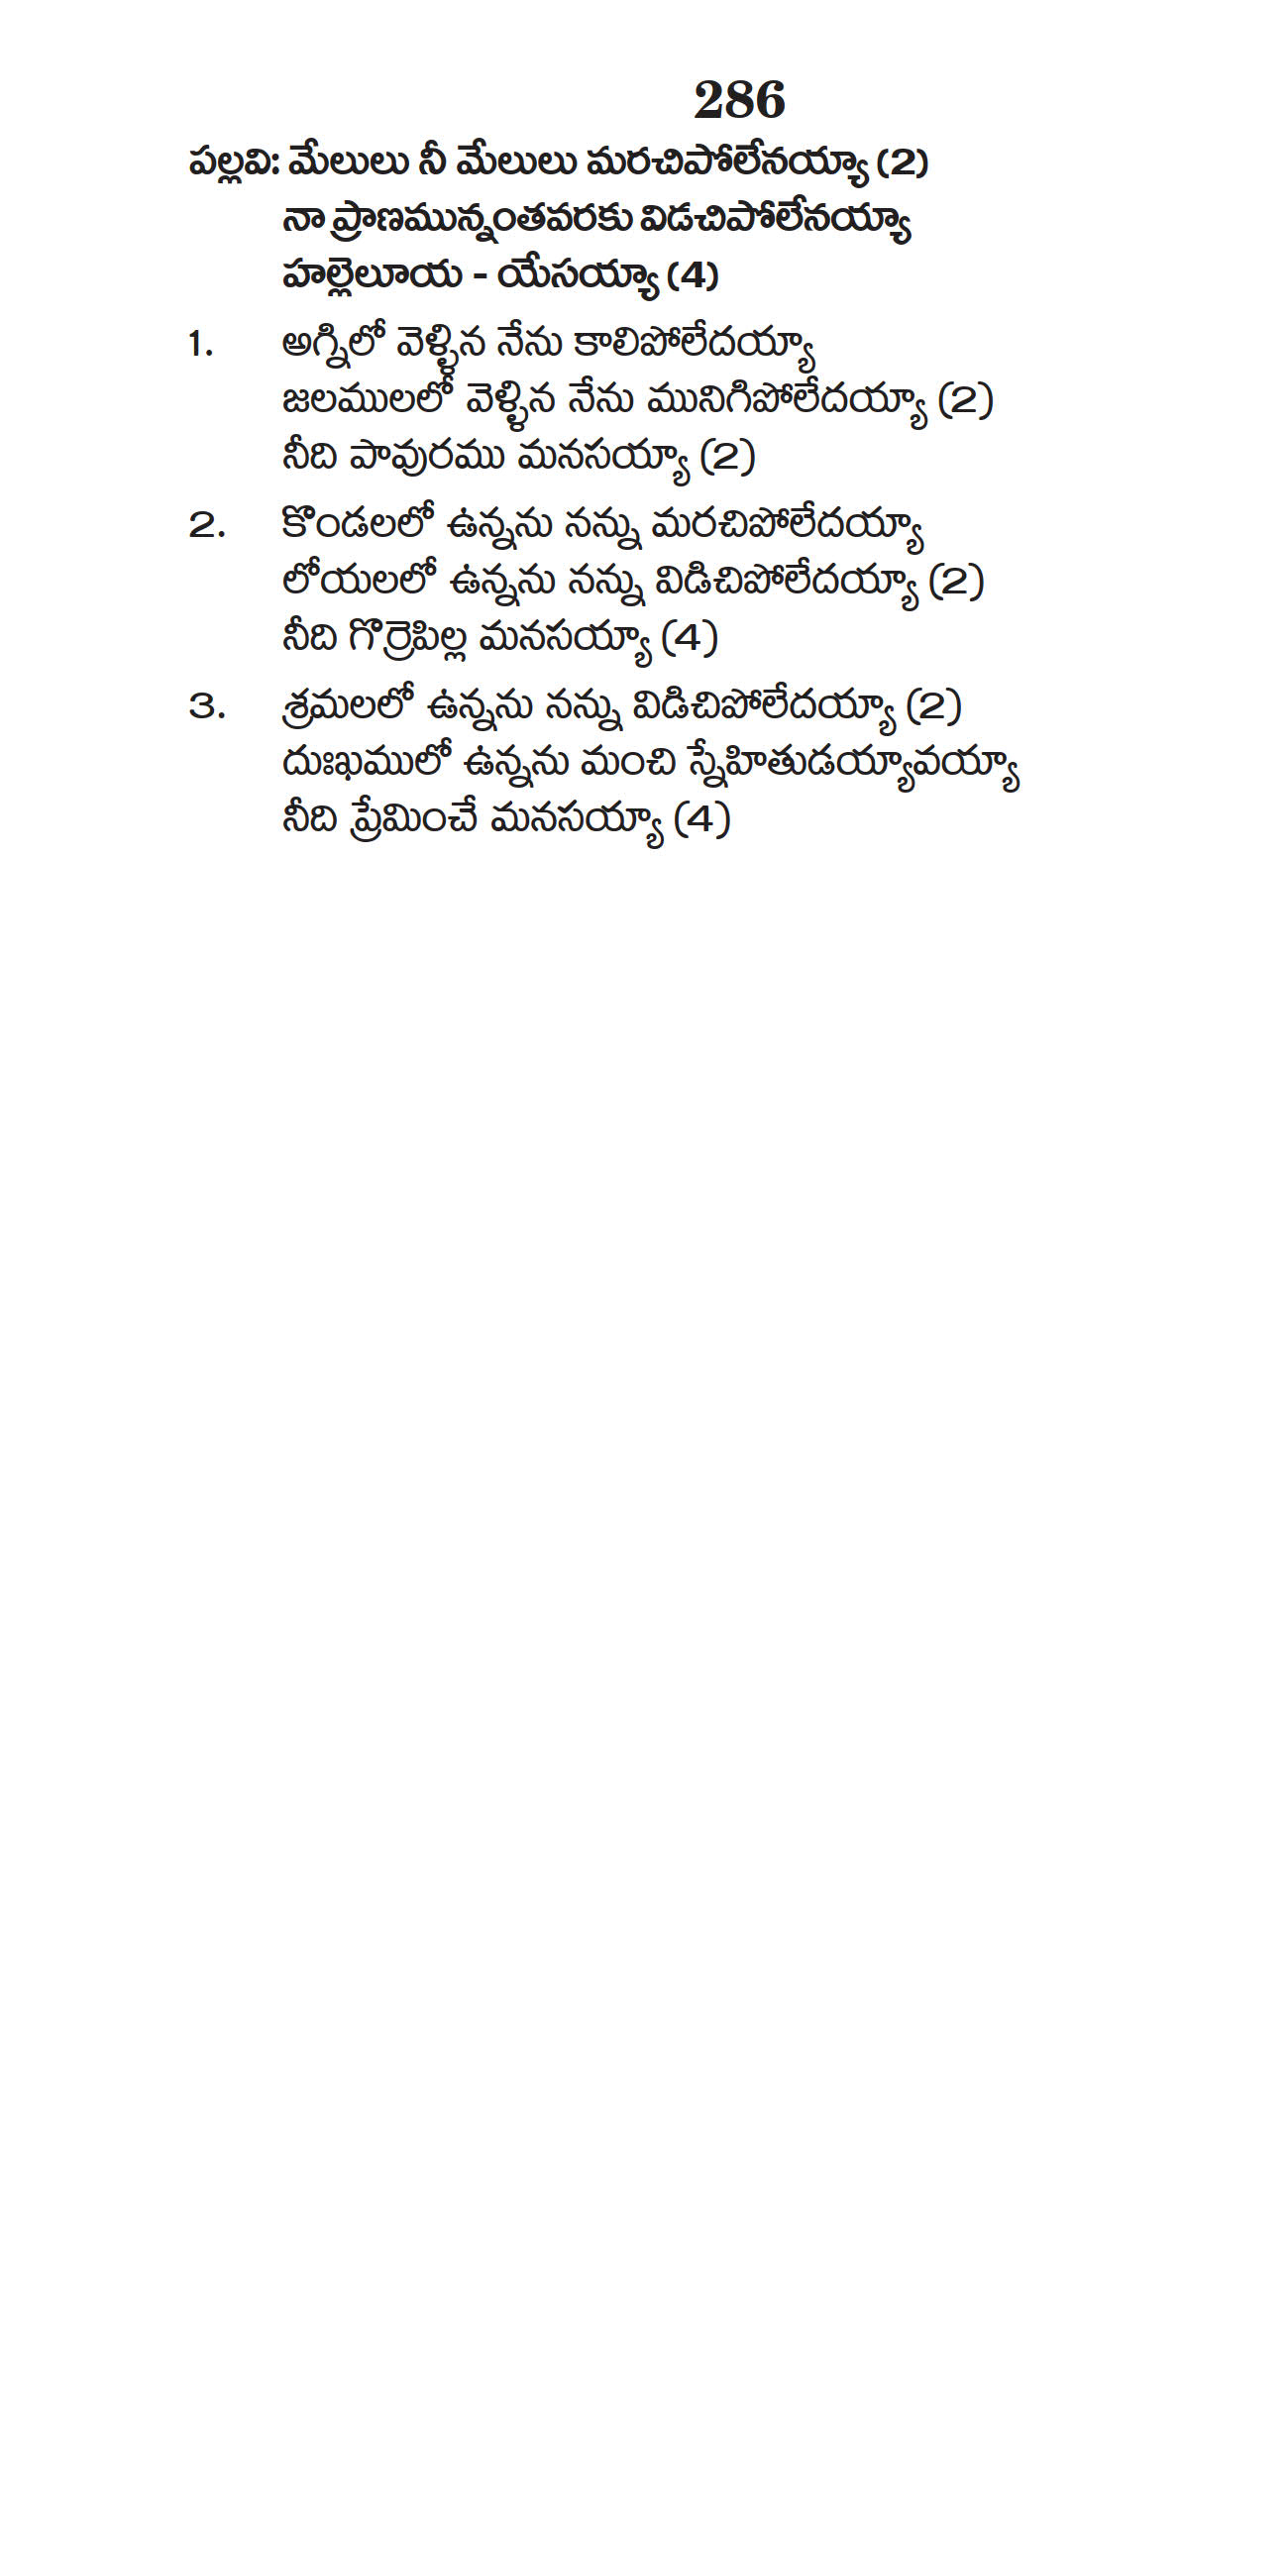 286
పల్లవి: మేలులు నీ మేలులు మరచిపోలేనయ్యా (2)
నా ప్రాణమున్నంతవరకు విడచిపోలేనయ్యా
హల్లెలూయ - యేసయ్యా (4)
1. అగ్నిలో వెళ్ళిన నేను కాలిపోలేదయ్యా
జలములలో వెళ్ళిన నేను మునిగిపోలేదయ్యా (2)
నీది పావురము మనసయ్యా (2)
2. కొండలలో ఉన్నను నన్ను మరచిపోలేదయ్యా
లోయలలో ఉన్నను నన్ను విడిచిపోలేదయ్యా (2)
నీది గొర్రెపిల్ల మనసయ్యా (4)
3. శ్రమలలో ఉన్నను నన్ను విడిచిపోలేదయ్యా (2)
దుఃఖములో ఉన్నను మంచి స్నేహితుడయ్యావయ్యా
నీది ప్రేమించే మనసయ్యా (4)